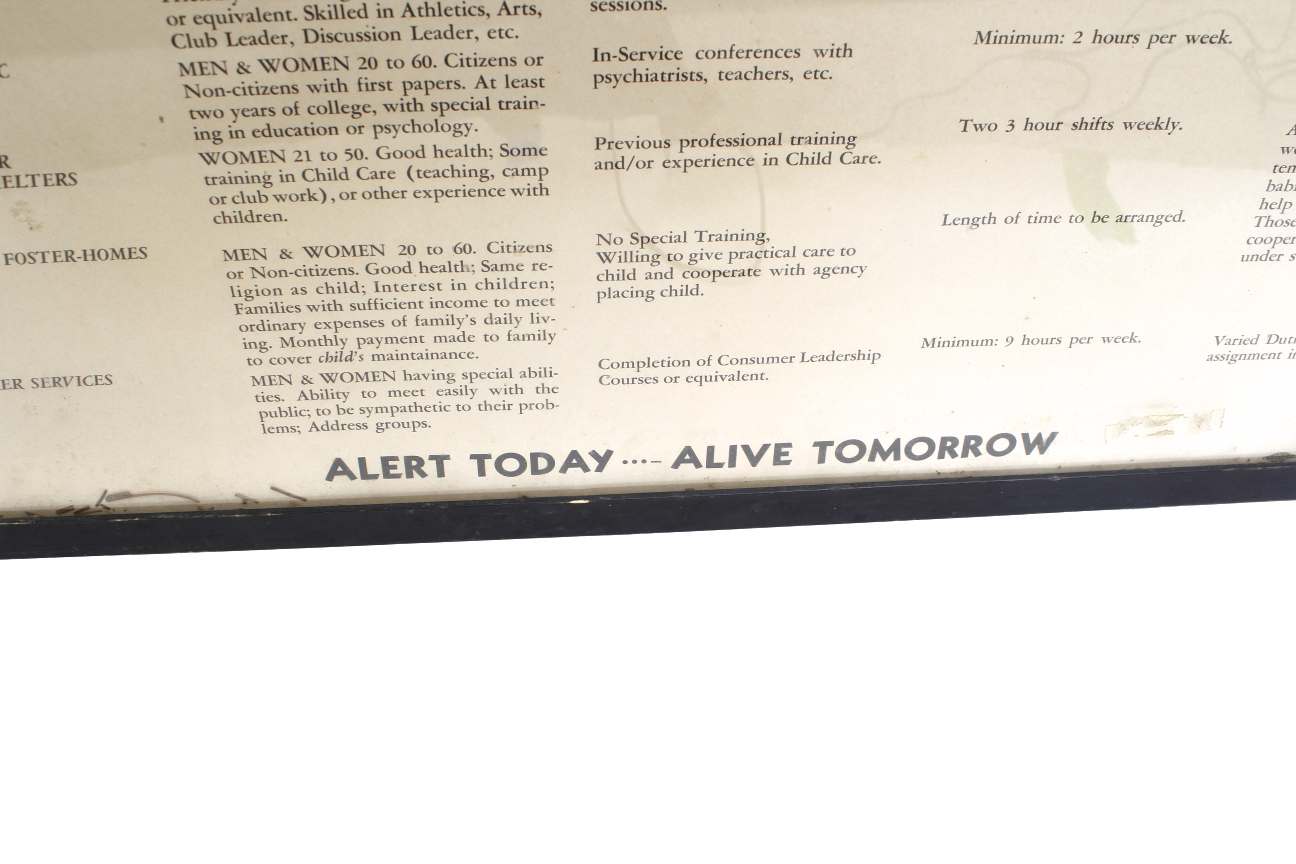 or equivalent. Skilled in Athletics, Arts,
Club Leader, Discussion Leader, etc.
sessions.
MEN & WOMEN 20 to 60. Citizens or
Non-citizens with first papers. At least
two years of college, with special train-
ing in education or psychology.
In-Service conferences with
psychiatrists, teachers, etc.
Minimum: 2 hours per week.
ELTERS
WOMEN 21 to 50. Good health; Some
training in Child Care (teaching, camp
or club work), or other experience with
children.
Previous professional training
and/or experience in Child Care.
Two 3 hour shifts weekly.
FOSTER-HOMES
MEN & WOMEN 20 to 60. Citizens
or Non-citizens. Good health; Same re-
ligion as child; Interest in children;
Families with sufficient income to meet
ordinary expenses of family's daily liv-
ing. Monthly payment made to family
to cover child's maintainance.
No Special Training,
Willing to give practical care to
child and cooperate with agency
placing child.
Length of time to be arranged.
help
Those
cooper
under s
ER SERVICES
MEN & WOMEN having special abili-
ties. Ability to meet easily with the
public; to be sympathetic to their prob-
lems; Address groups.
Completion of Consumer Leadership
Courses or equivalent.
Minimum: 9 hours per week.
Varied Duti
assignment in
ALERT TODAY ···- ALIVE TOMORROW